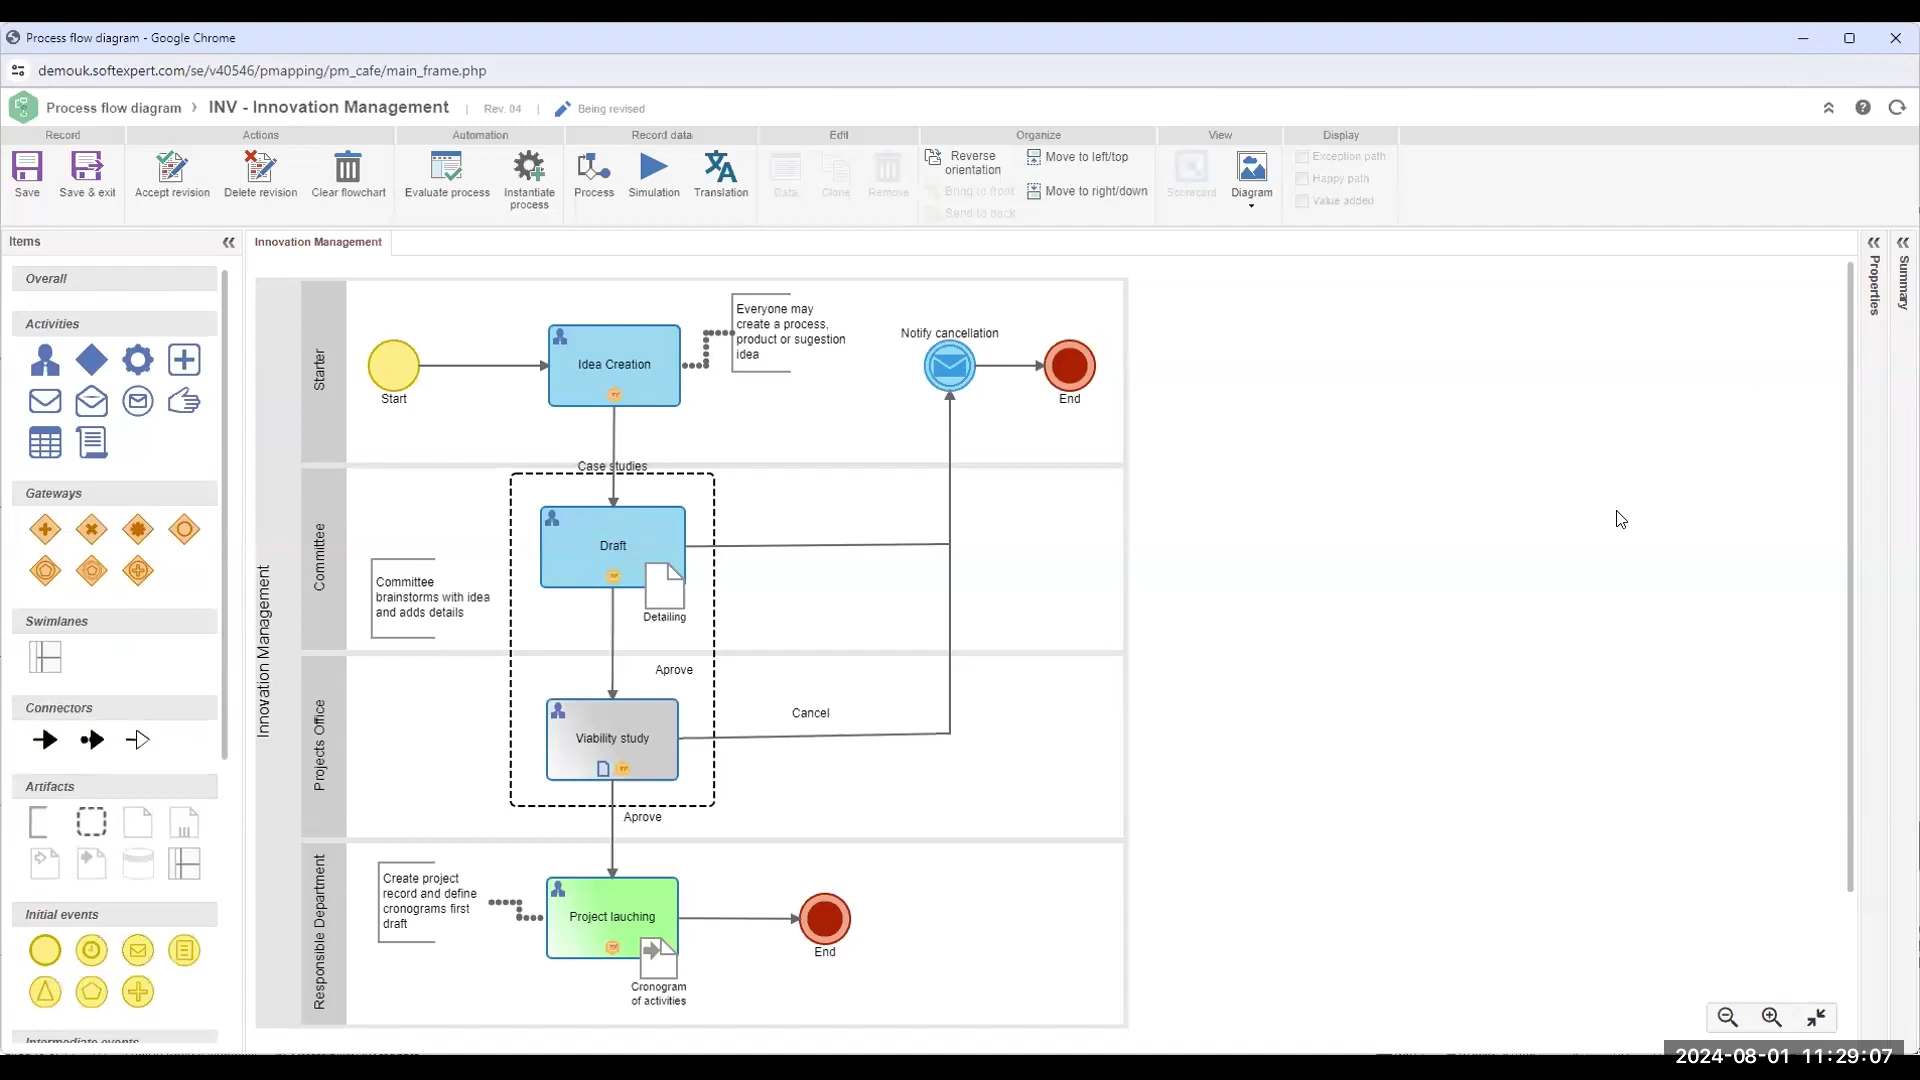 Process flow diagram - Google Chrome
demouk.softexpert.com/se/v40546/pmapping/pm_cafe/main_frame.php
Process flow diagram › INV - Innovation Management | Rev. 04 | Being revised
Record
Actions
Automation
Record data
Edit
Organize
View
Display
Save
Save & exit
Accept revision
Delete revision
Clear flowchart
Evaluate process
Instantiate
process
Process
Simulation
Translation
Data
Clone
Remove
Reverse
orientation
Bring to front
Send to back
Move to left/top
Move to right/down
Scorecard
Diagram
Exception path
Happy path
Value added
Items
Overall
Activities
Gateways
Swimlanes
Connectors
Artifacts
Initial events
Intermediate events
Innovation Management
Properties
Summary
Innovation Management
Starter
Start
Idea Creation
Everyone may
create a process,
product or sugestion
idea
Notify cancellation
End
Case studies
Committee
Committee
brainstorms with idea
and adds details
Draft
Detailing
Aprove
Projects Office
Viability study
Cancel
Aprove
Responsible Department
Create project
record and define
cronograms first
draft
Project lauching
Cronogram
of activities
End
2024-08-01 11:29:07